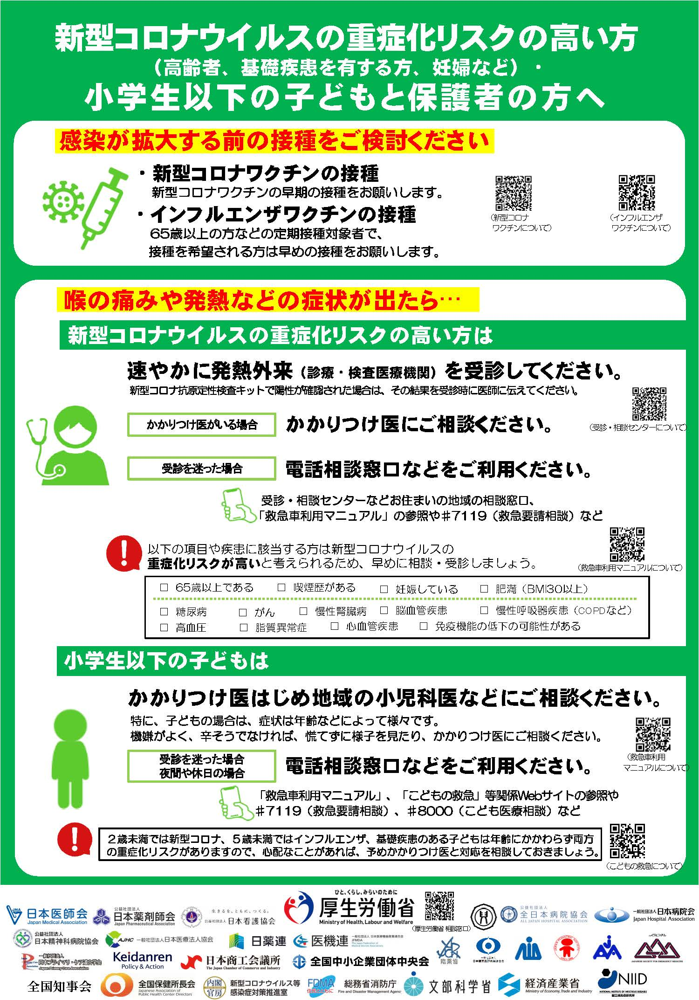 新型コロナウイルスの重症化リスクの高い方
（高齢者、基礎疾患を有する方、妊婦など）・
小学生以下の子どもと保護者の方へ
感染が拡大する前の接種をご検討ください
・新型コロナワクチンの接種
新型コロナワクチンの早期の接種をお願いします。
・インフルエンザワクチンの接種
65歳以上の方などの定期接種対象者で、
接種を希望される方は早めの接種をお願いします。
（新型コロナ
ワクチンについて）
（インフルエンザ
ワクチンについて）
喉の痛みや発熱などの症状が出たら…
新型コロナウイルスの重症化リスクの高い方は
速やかに発熱外来（診療・検査医療機関）を受診してください。
新型コロナ抗原定性検査キットで陽性が確認された場合は、その結果を受診時に医師に伝えてください。
かかりつけ医がいる場合 かかりつけ医にご相談ください。
（受診・相談センターについて）
受診を迷った場合 電話相談窓口などをご利用ください。
受診・相談センターなどお住まいの地域の相談窓口、
「救急車利用マニュアル」の参照や♯7119（救急要請相談）など
以下の項目や疾患に該当する方は新型コロナウイルスの
重症化リスクが高いと考えられるため、早めに相談・受診しましょう。
（救急車利用マニュアルについて）
□ 65歳以上である □ 喫煙歴がある □ 妊娠している □ 肥満（BMI30以上）
□ 糖尿病 □ がん □ 慢性腎臓病 □ 脳血管疾患 □ 慢性呼吸器疾患（COPDなど）
□ 高血圧 □ 脂質異常症 □ 心血管疾患 □ 免疫機能の低下の可能性がある
小学生以下の子どもは
かかりつけ医はじめ地域の小児科医などにご相談ください。
特に、子どもの場合は、症状は年齢などによって様々です。
機嫌がよく、辛そうでなければ、慌てずに様子を見たり、かかりつけ医にご相談ください。
（救急車利用
マニュアルについて）
受診を迷った場合
夜間や休日の場合
電話相談窓口などをご利用ください。
「救急車利用マニュアル」、「こどもの救急」等関係Webサイトの参照や
♯7119（救急要請相談）、♯8000（こども医療相談）など
２歳未満では新型コロナ、５歳未満ではインフルエンザ、基礎疾患のある子どもは年齢にかかわらず両方
の重症化リスクがありますので、心配なことがあれば、予めかかりつけ医と対応を相談しておきましょう。
（こどもの救急について）
JMA
日本医師会
Japan Medical Association
公益社団法人
日本薬剤師会
Japan Pharmaceutical Association
生きるを、ともに、つくる。
公益社団法人 日本看護協会
ひと、くらし、みらいのために
厚生労働省
Ministry of Health, Labour and Welfare
（厚生労働省 相談窓口）
公益社団法人
全日本病院協会
ALL JAPAN HOSPITAL ASSOCIATION
一般社団法人 日本病院会
Japan Hospital Association
公益社団法人
日本精神科病院協会
AJHC 一般社団法人日本医療法人協会
日薬連
医機連
一般社団法人 日本医療機器産業連合会
JFMDA
The Japan Federation of
Medical Devices Associations
臨薬協
一般社団法人
日本医薬品卸売業連合会
JAPAN PEDIATRIC SOCIETY
JAPANESE SOCIETY FOR EMERGENCY MEDICINE
一般社団法人
日本プライマリ・ケア連合学会
Japan Primary Care Association
Keidanren
Policy & Action
日本商工会議所
The Japan Chamber of Commerce and Industry
全国中小企業団体中央会
全国知事会
全国保健所長会
Japanese Association of
Public Health Center Directors
内閣
官房
新型コロナウイルス等
感染症対策推進室
FDMA
住民とともに
総務省消防庁
Fire and Disaster Management Agency
文部科学省
経済産業省
Ministry of Economy, Trade and Industry
NIID
NATIONAL INSTITUTE OF INFECTIOUS DISEASES
国立感染症研究所